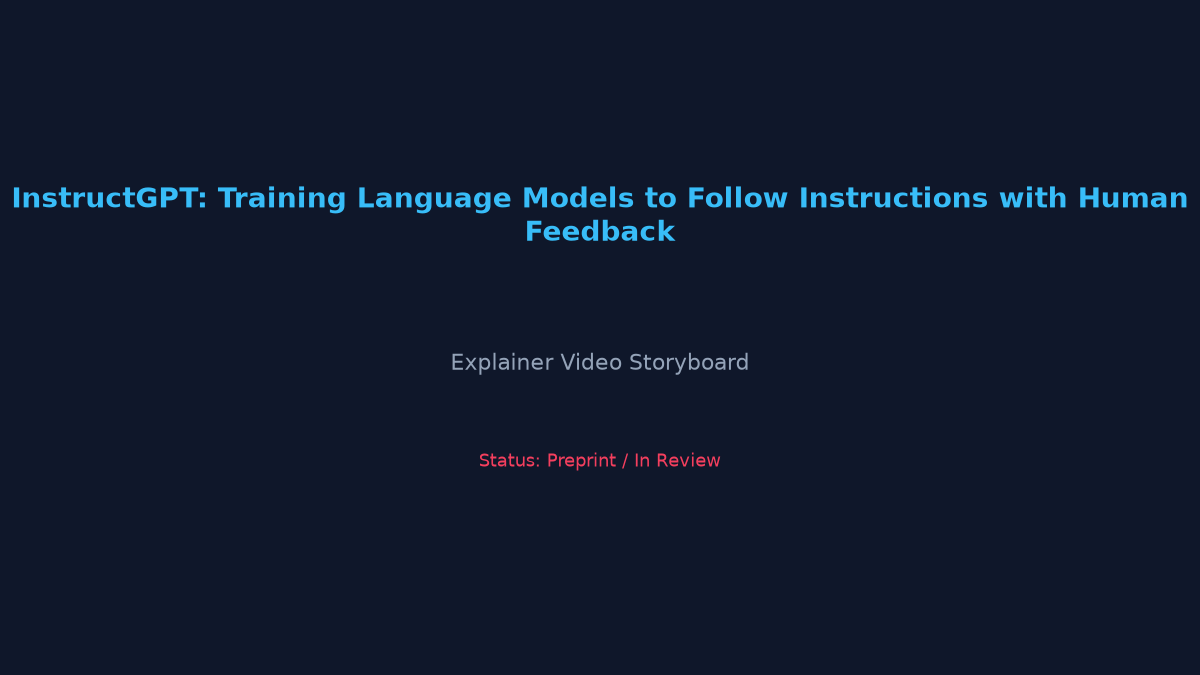 InstructGPT: Training Language Models to Follow Instructions with Human
Feedback
Explainer Video Storyboard
Status: Preprint / In Review